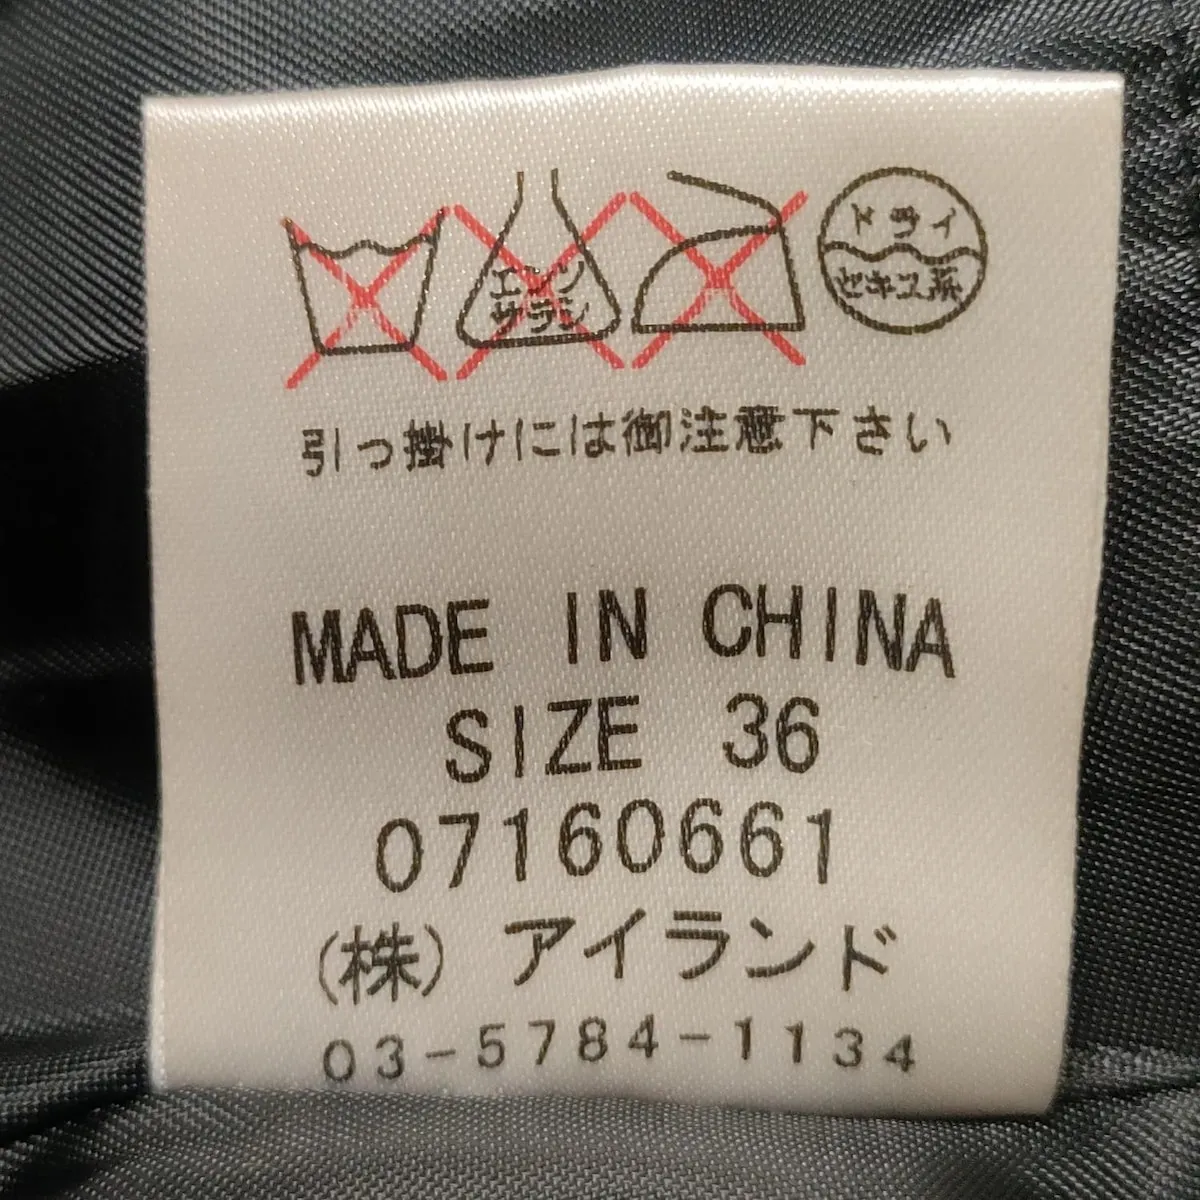 エンソ
サラシ
ドライ
セキユ系
引っ掛けには御注意下さい
MADE IN CHINA
SIZE 36
07160661
(株) アイランド
03-5784-1134